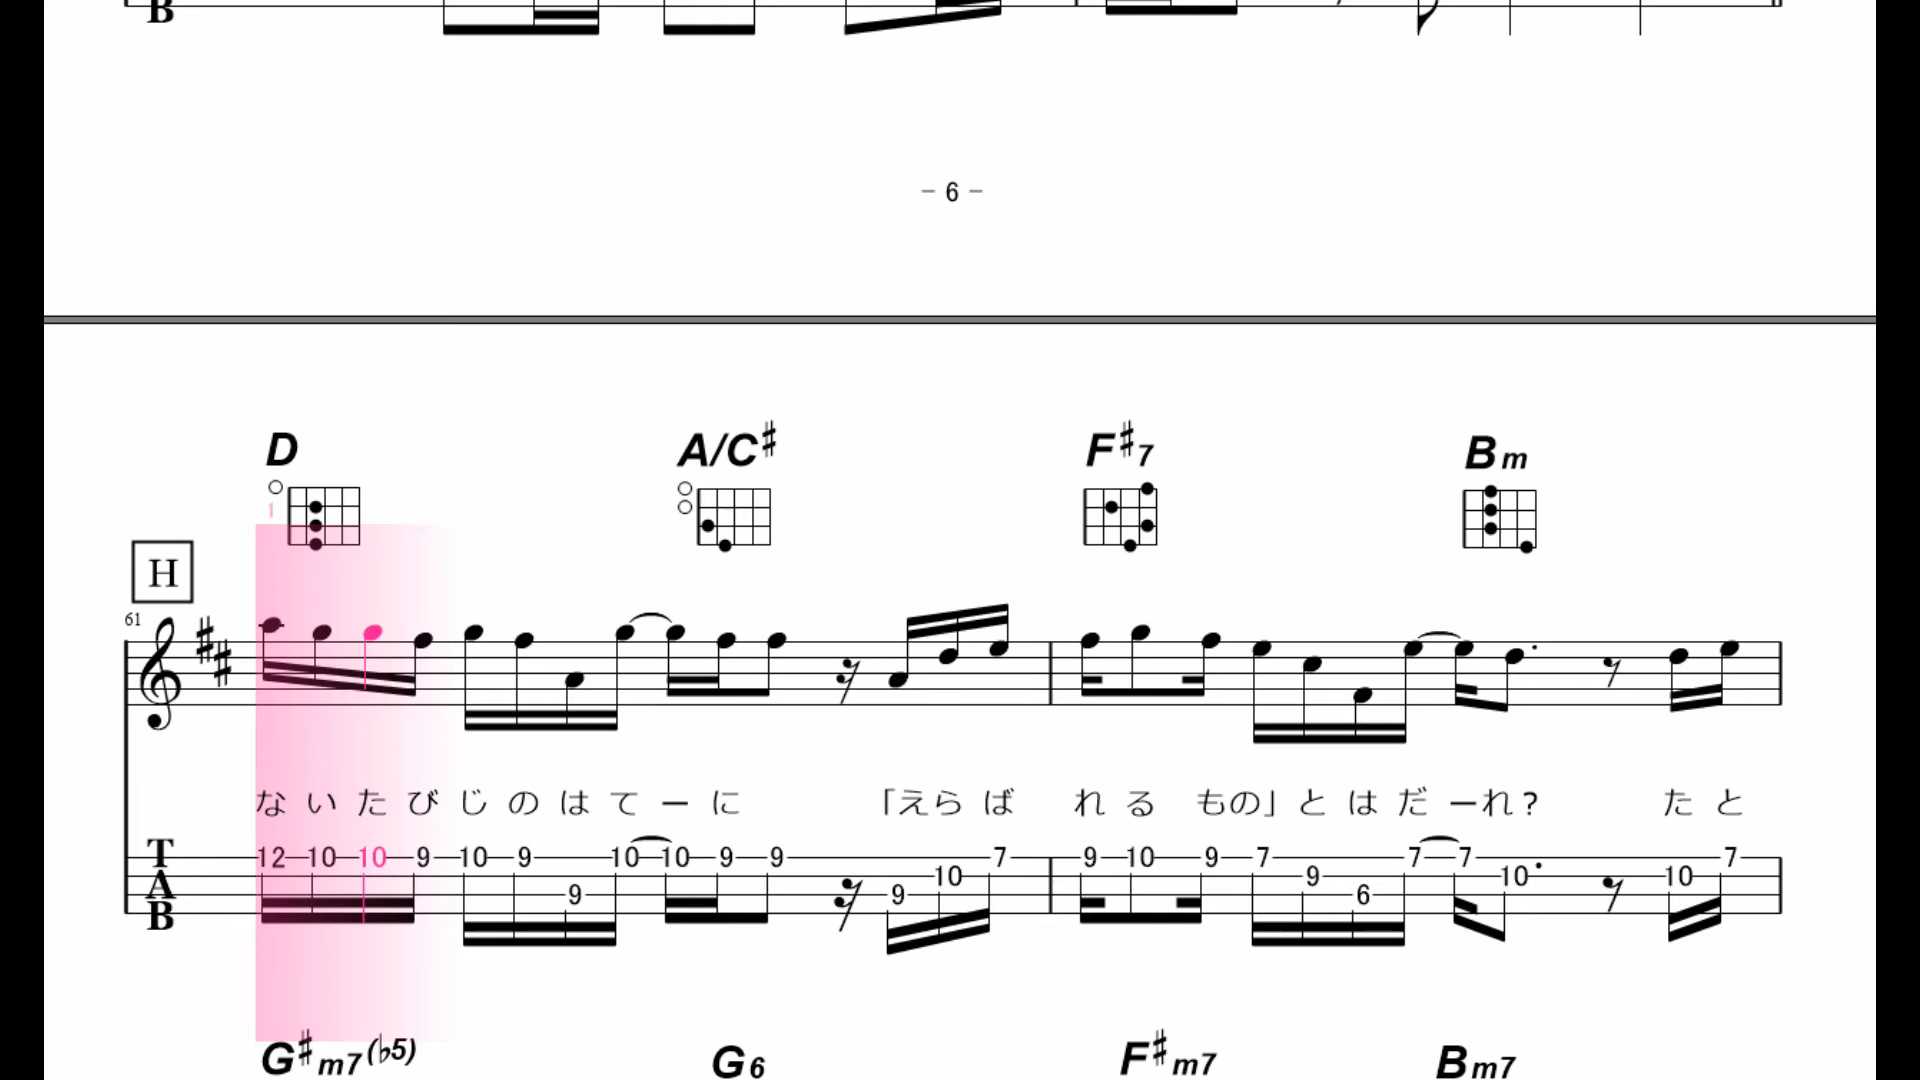 B
- 6 -
D A/C♯ F♯7 Bm
1
H
61
ないたびじのはてーに 「えらば れる もの」とはだーれ? たと
T 12 10 10 9 10 9 10 10 9 9 7 9 10 9 7 7 7 7
A 10 9 10 10
B 9 9 6
G♯m7(♭5) G6 F♯m7 Bm7